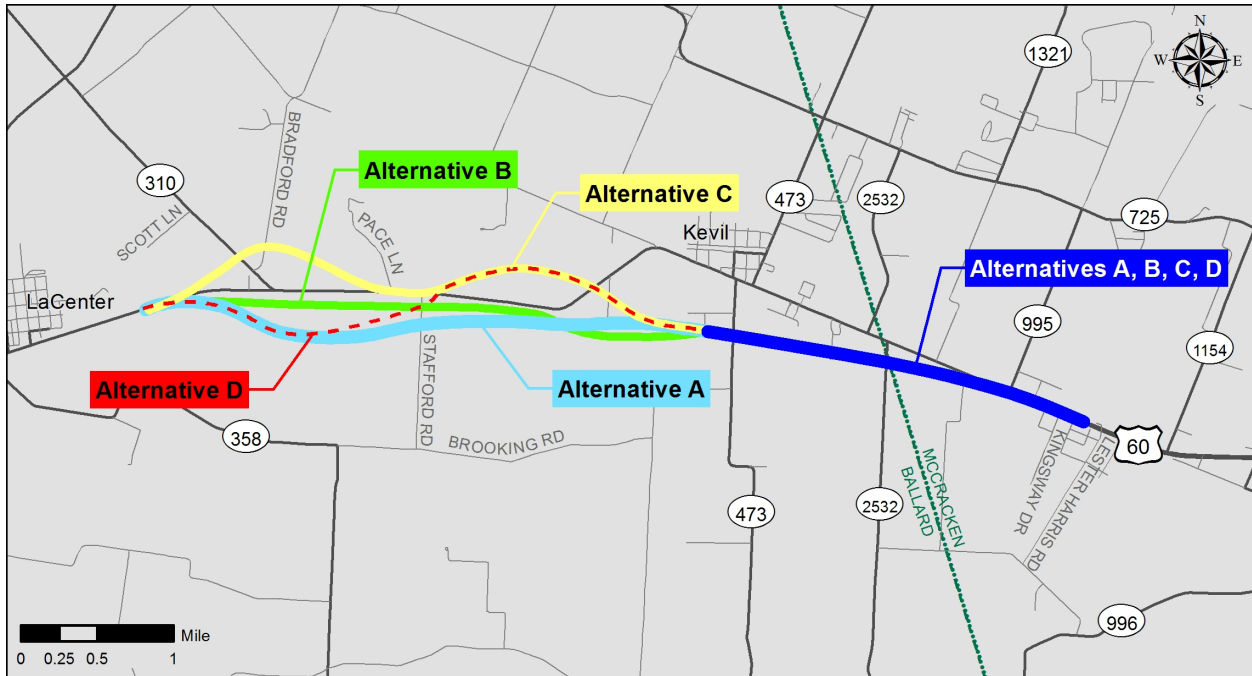 N
W E
S
1321
310
BRADFORD RD
Alternative B
Alternative C
473
2532
725
SCOTT LN
PACE LN
Kevil
Alternatives A, B, C, D
LaCenter
995
1154
Alternative D
Alternative A
STAFFORD RD
358
BROOKING RD
60
KINGSWAY DR
LESTER HARRIS RD
MCCRACKEN
BALLARD
473
2532
996
Mile
0 0.25 0.5 1